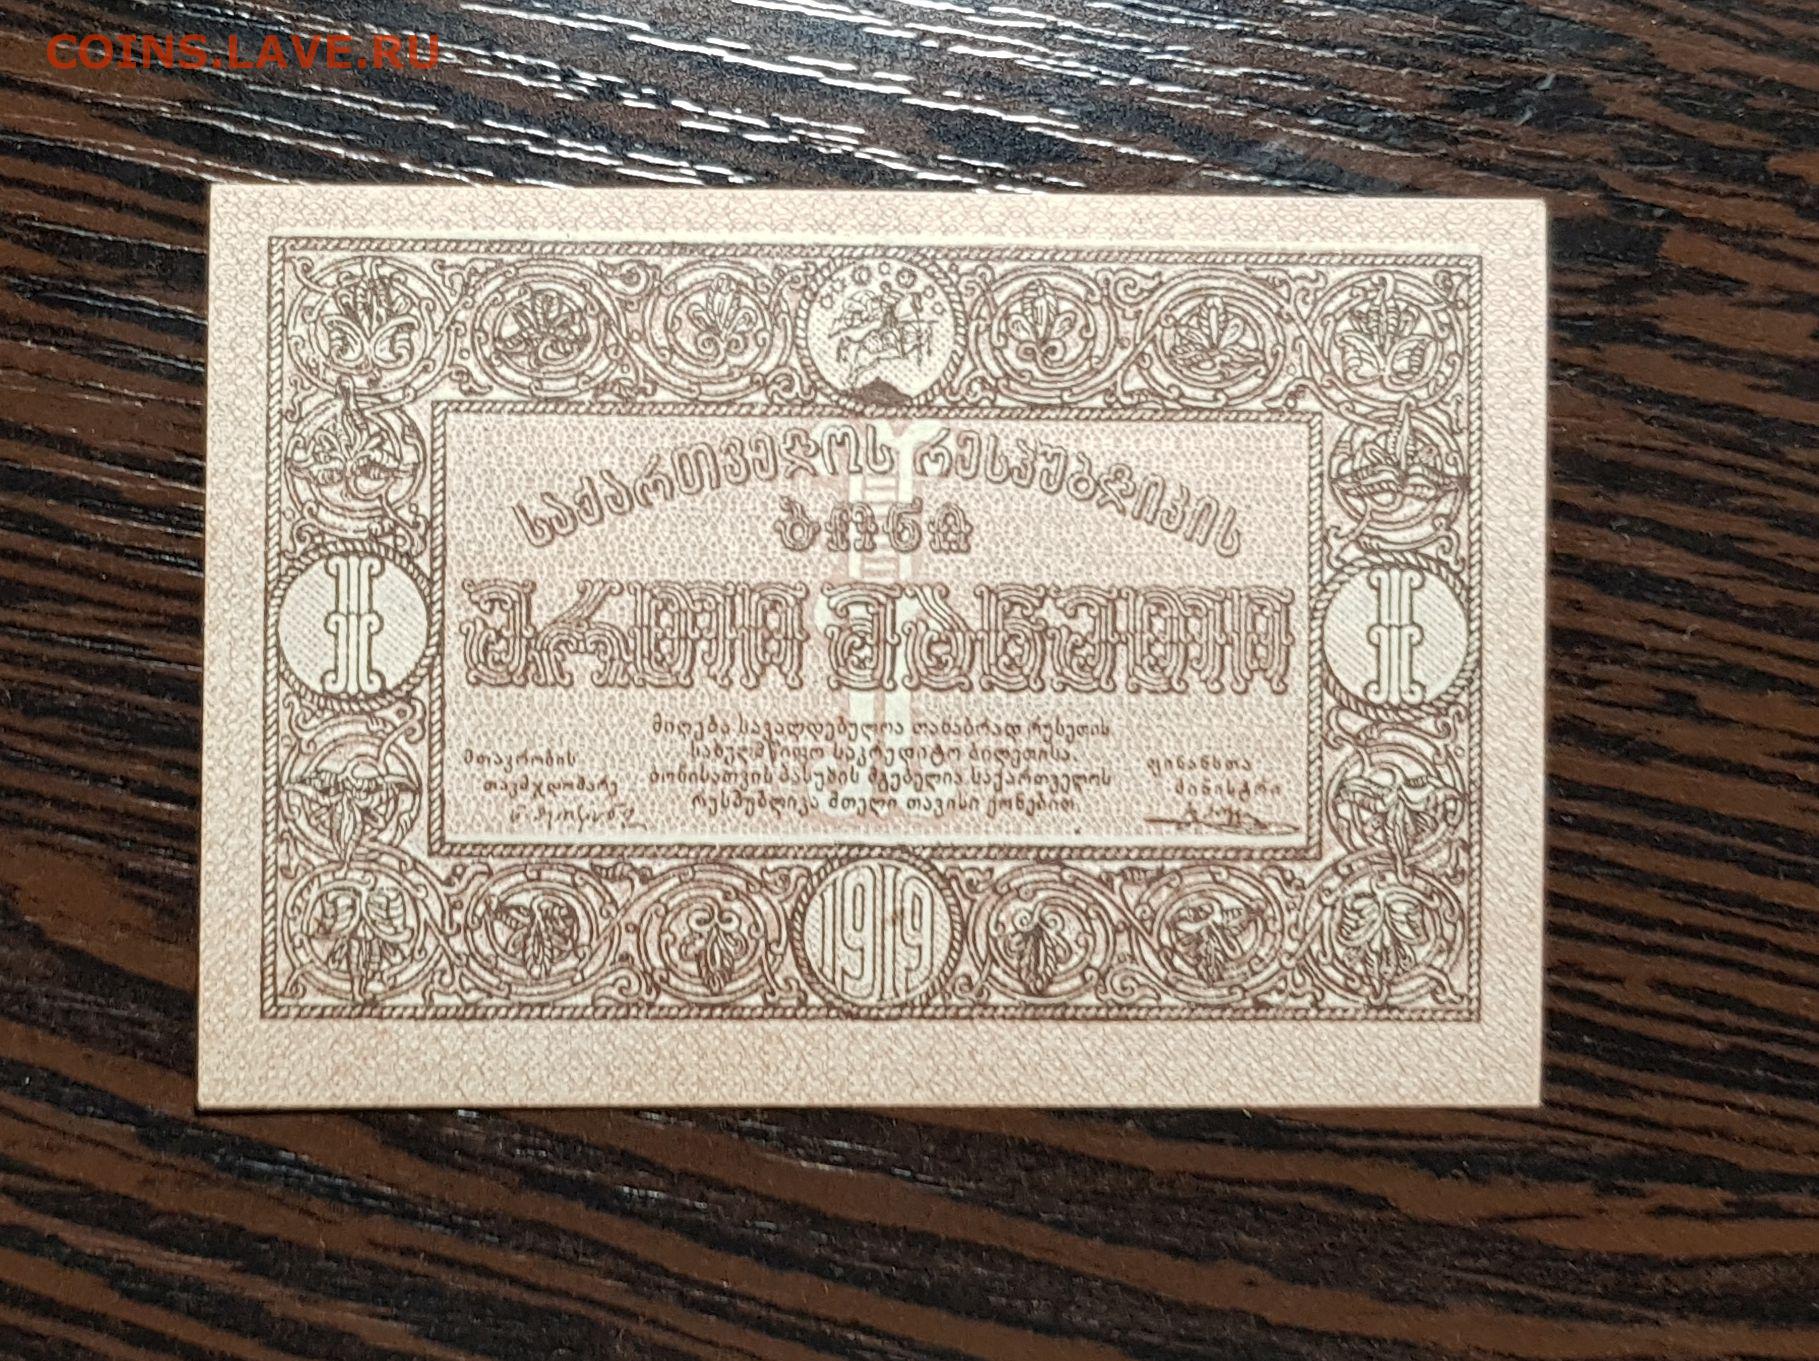 COINS.LAVE.RU
საქართველოს რესპუბლიკის
ბონი
ერთი მანეთი
I
I
მიღება სავალდებულოა თანაბრად რუსეთის
სახელმწიფო საკრედიტო ბილეთისა.
ბონისათვის პასუხის მგებელია საქართველოს
რესპუბლიკა მთელი თავისი ქონებით.
მთავრობის
თავმჯდომარე
ფინანსთა
მინისტრი
1919